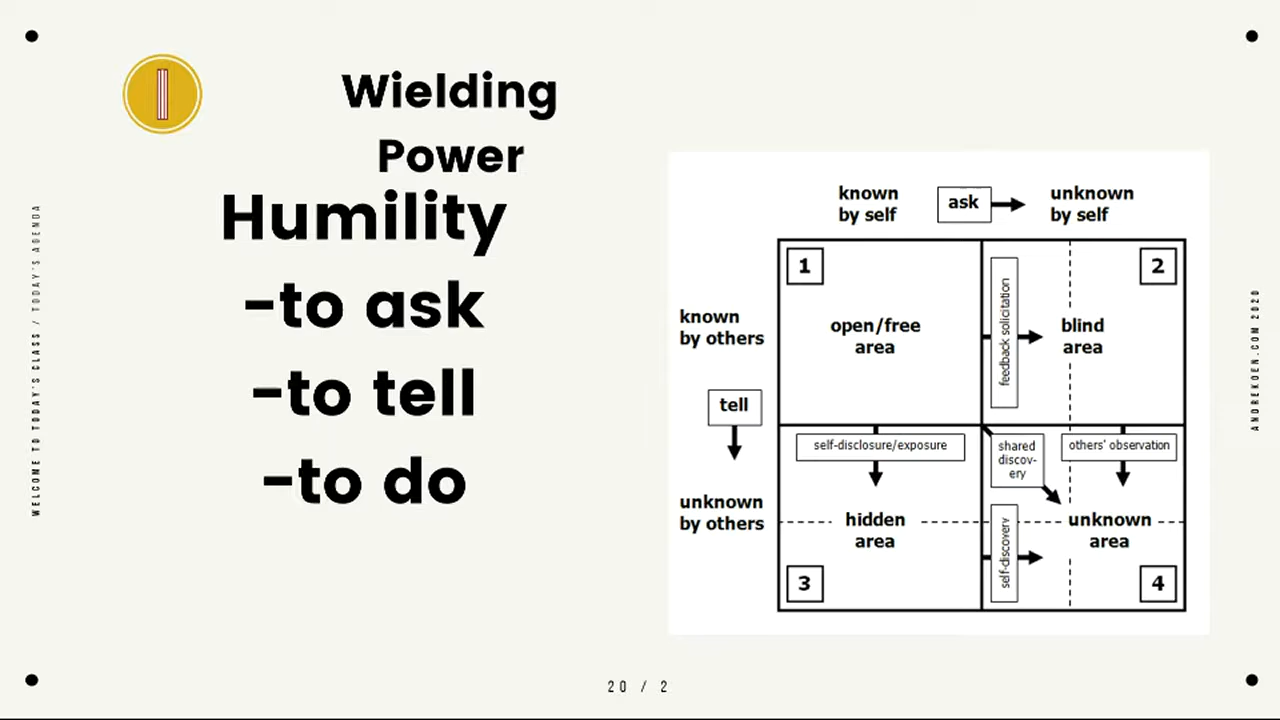 Wielding
Power
Humility
-to ask
-to tell
-to do
known
by self
ask
unknown
by self
1
2
known
by others
open/free
area
feedback solicitation
blind
area
tell
self-disclosure/exposure
shared
discov-
ery
others' observation
unknown
by others
hidden
area
self-discovery
unknown
area
3
4
WELCOME TO TODAY'S CLASS / TODAY'S AGENDA
ANDREKOEN.COM 2020
20 / 2